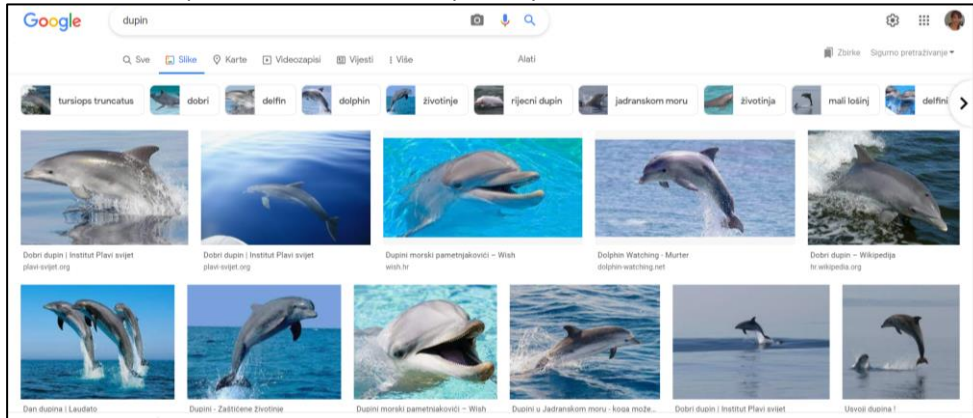 Google dupin
Sve Slike Karte Videozapisi Vijesti Više Alati Zbirke Sigurno pretraživanje
tursiops truncatus dobri delfin dolphin životinje riječni dupin jadranskom moru životinja mali lošinj delfini
Dobri dupin | Institut Plavi svijet
plavi-svijet.org
Dupini morski pametnjakovići – Wish
wish.hr
Dolphin Watching - Murter
dolphin-watching.net
Dobri dupin – Wikipedija
hr.wikipedia.org
Dobri dupin | Institut Plavi svijet
plavi-svijet.org
Dan dupina | Laudato
Dupini - Zaštićene životinje
Dupini morski pametnjakovići – Wish
Dupini u Jadranskom moru - koga može...
Dobri dupin | Institut Plavi svijet
Usvoji dupina !